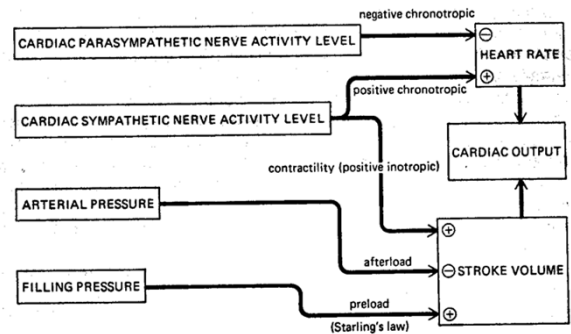 negative chronotropic
CARDIAC PARASYMPATHETIC NERVE ACTIVITY LEVEL
⊖
HEART RATE
⊕
positive chronotropic
CARDIAC SYMPATHETIC NERVE ACTIVITY LEVEL
CARDIAC OUTPUT
contractility (positive inotropic)
ARTERIAL PRESSURE
⊕
afterload
⊖ STROKE VOLUME
FILLING PRESSURE
preload
⊕
(Starling's law)